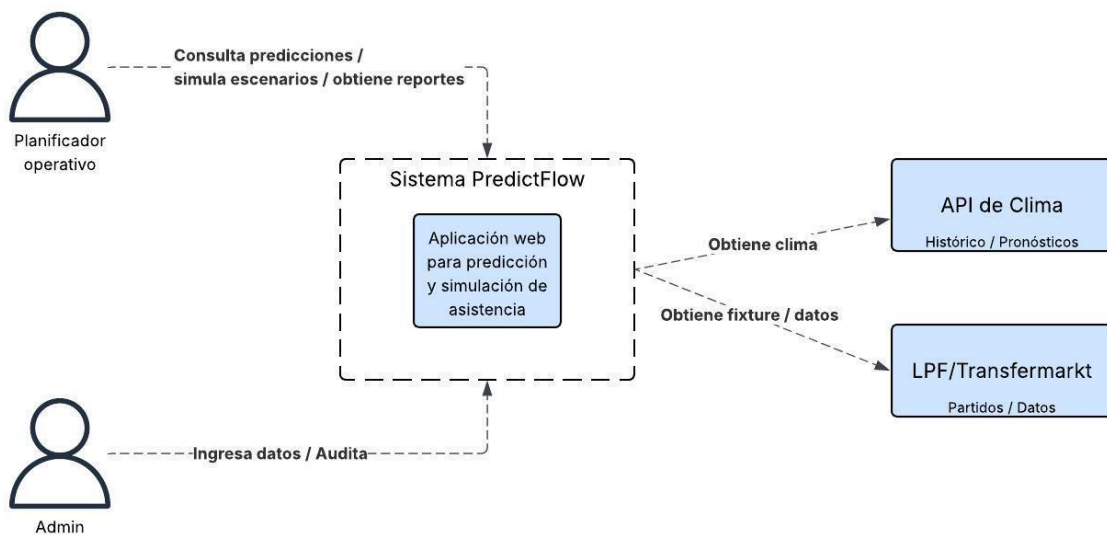 Consulta predicciones /
simula escenarios / obtiene reportes
Planificador
operativo
Sistema PredictFlow
Aplicación web
para predicción
y simulación de
asistencia
API de Clima
Histórico / Pronósticos
Obtiene clima
Obtiene fixture / datos
LPF/Transfermarkt
Partidos / Datos
Ingresa datos / Audita
Admin